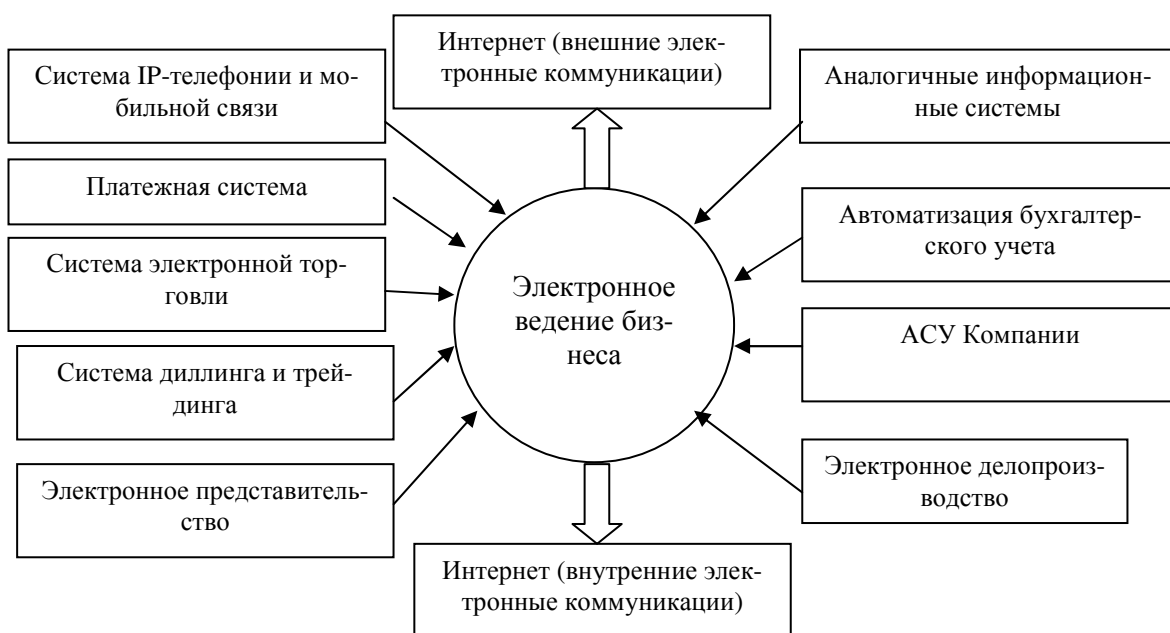 Интернет (внешние элек-
тронные коммуникации)
Система IP-телефонии и мо-
бильной связи
Аналогичные информацион-
ные системы
Платежная система
Автоматизация бухгалтер-
ского учета
Система электронной тор-
говли
Электронное
ведение биз-
неса
АСУ Компании
Система диллинга и трей-
динга
Электронное делопроиз-
водство
Электронное представитель-
ство
Интернет (внутренние элек-
тронные коммуникации)